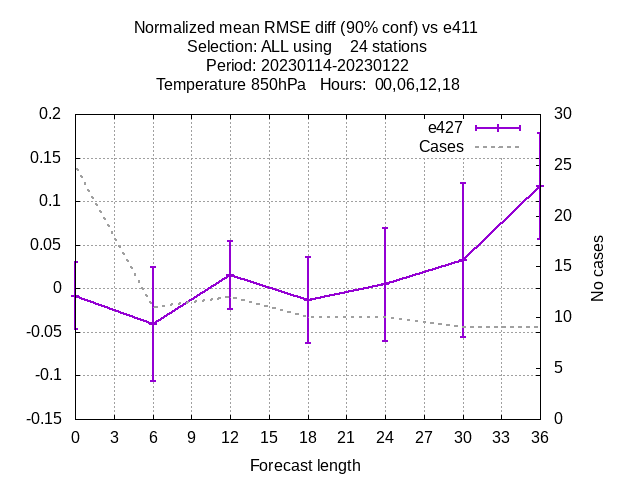 Normalized mean RMSE diff (90% conf) vs e411
Selection: ALL using    24 stations
Period: 20230114-20230122
Temperature 850hPa   Hours:  00,06,12,18
e427
Cases
0.2
0.15
0.1
0.05
0
-0.05
-0.1
-0.15
30
25
20
15
10
5
0
No cases
0 3 6 9 12 15 18 21 24 27 30 33 36
Forecast length